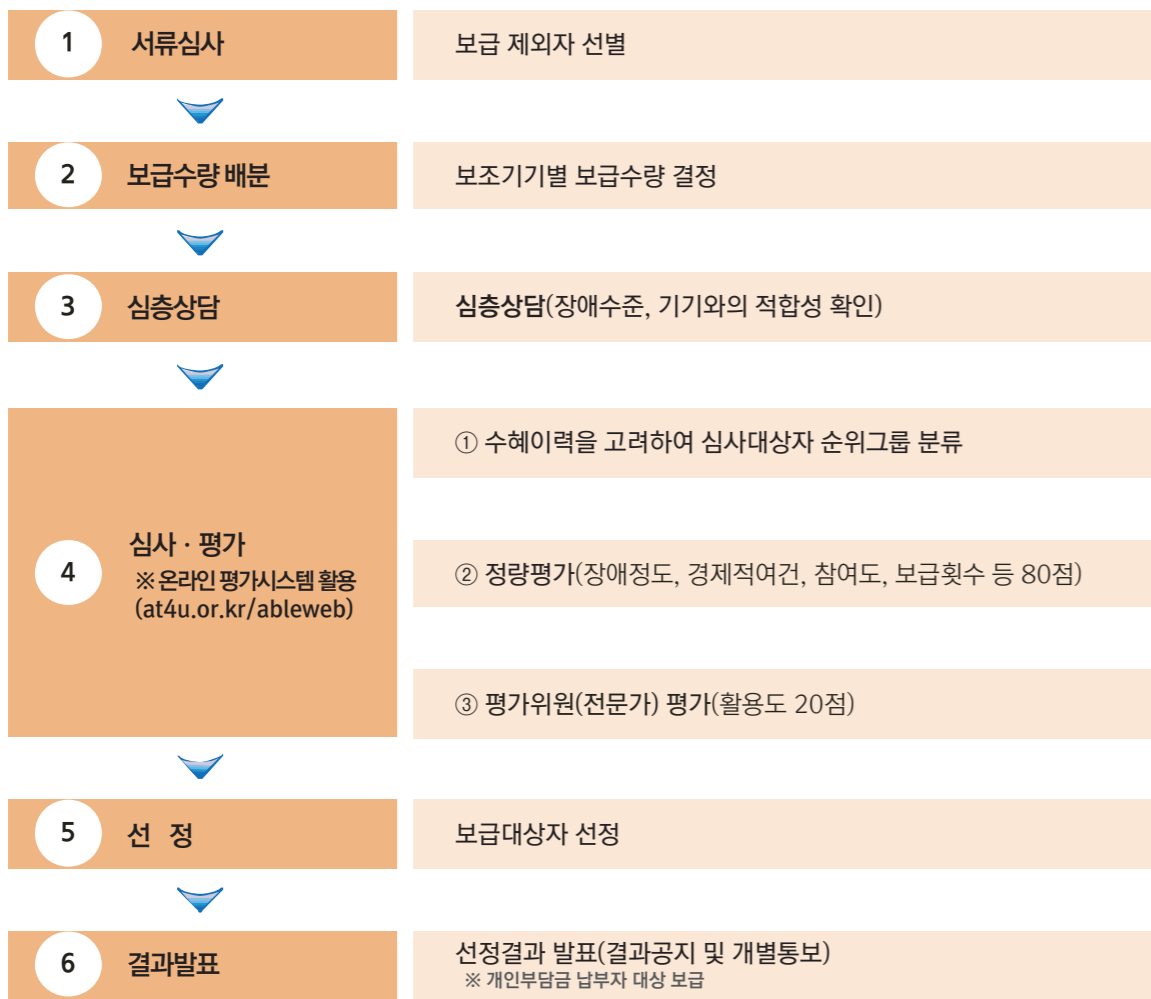 1 서류심사 보급 제외자 선별
2 보급수량 배분 보조기기별 보급수량 결정
3 심층상담 심층상담(장애수준, 기기와의 적합성 확인)
① 수혜이력을 고려하여 심사대상자 순위그룹 분류
4 심사 · 평가
※ 온라인 평가시스템 활용
(at4u.or.kr/ableweb)
② 정량평가(장애정도, 경제적여건, 참여도, 보급횟수 등 80점)
③ 평가위원(전문가) 평가(활용도 20점)
5 선 정 보급대상자 선정
6 결과발표 선정결과 발표(결과공지 및 개별통보)
※ 개인부담금 납부자 대상 보급